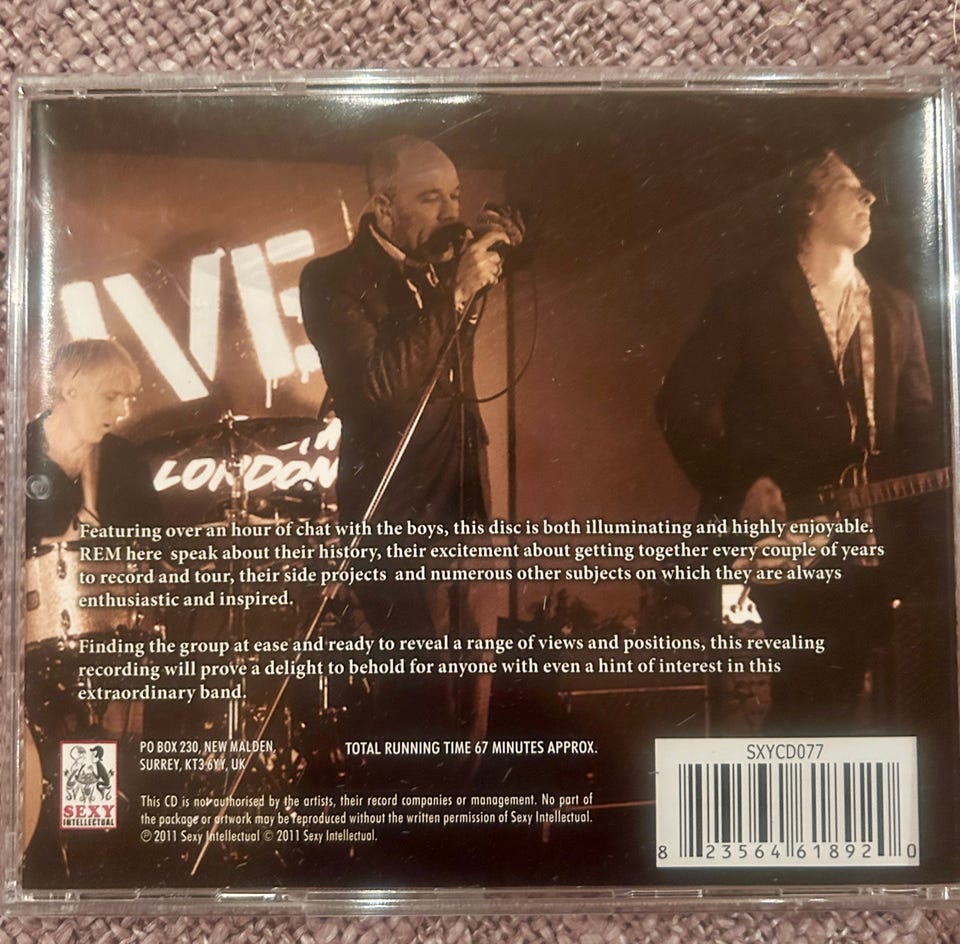 IVE
IN
LONDON
Featuring over an hour of chat with the boys, this disc is both illuminating and highly enjoyable.
REM here speak about their history, their excitement about getting together every couple of years
to record and tour, their side projects and numerous other subjects on which they are always
enthusiastic and inspired.
Finding the group at ease and ready to reveal a range of views and positions, this revealing
recording will prove a delight to behold for anyone with even a hint of interest in this
extraordinary band.
SEXY
INTELLECTUAL
PO BOX 230, NEW MALDEN,
SURREY, KT3 6YY, UK
TOTAL RUNNING TIME 67 MINUTES APPROX.
This CD is not authorised by the artists, their record companies or management. No part of
the package or artwork may be reproduced without the written permission of Sexy Intellectual.
℗ 2011 Sexy Intellectual © 2011 Sexy Intellectual.
SXYCD077
8 23564 61892 0